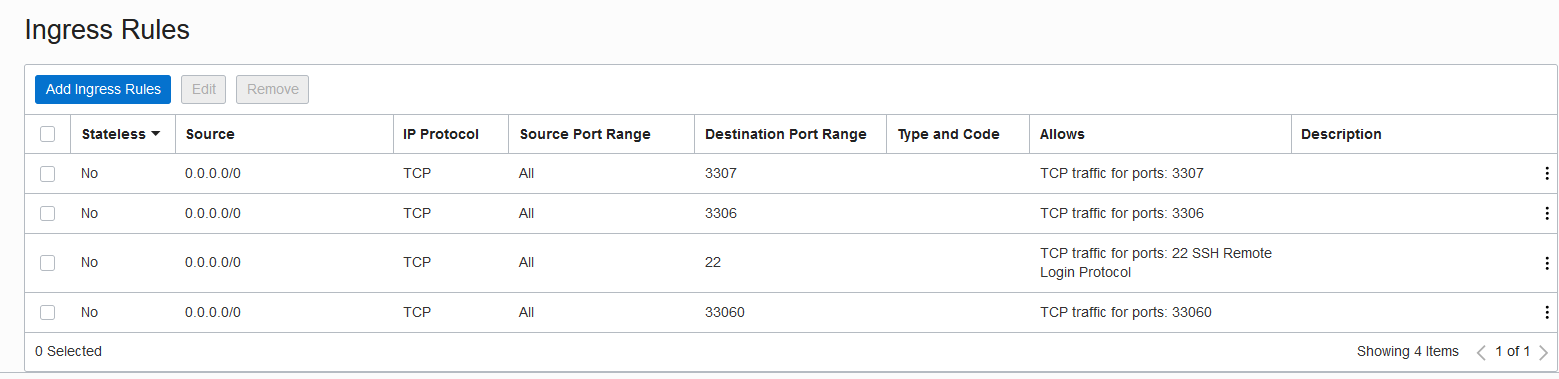 Ingress Rules
Add Ingress Rules Edit Remove
Stateless Source IP Protocol Source Port Range Destination Port Range Type and Code Allows Description
No 0.0.0.0/0 TCP All 3307 TCP traffic for ports: 3307
No 0.0.0.0/0 TCP All 3306 TCP traffic for ports: 3306
No 0.0.0.0/0 TCP All 22 TCP traffic for ports: 22 SSH Remote
Login Protocol
No 0.0.0.0/0 TCP All 33060 TCP traffic for ports: 33060
0 Selected Showing 4 Items 1 of 1